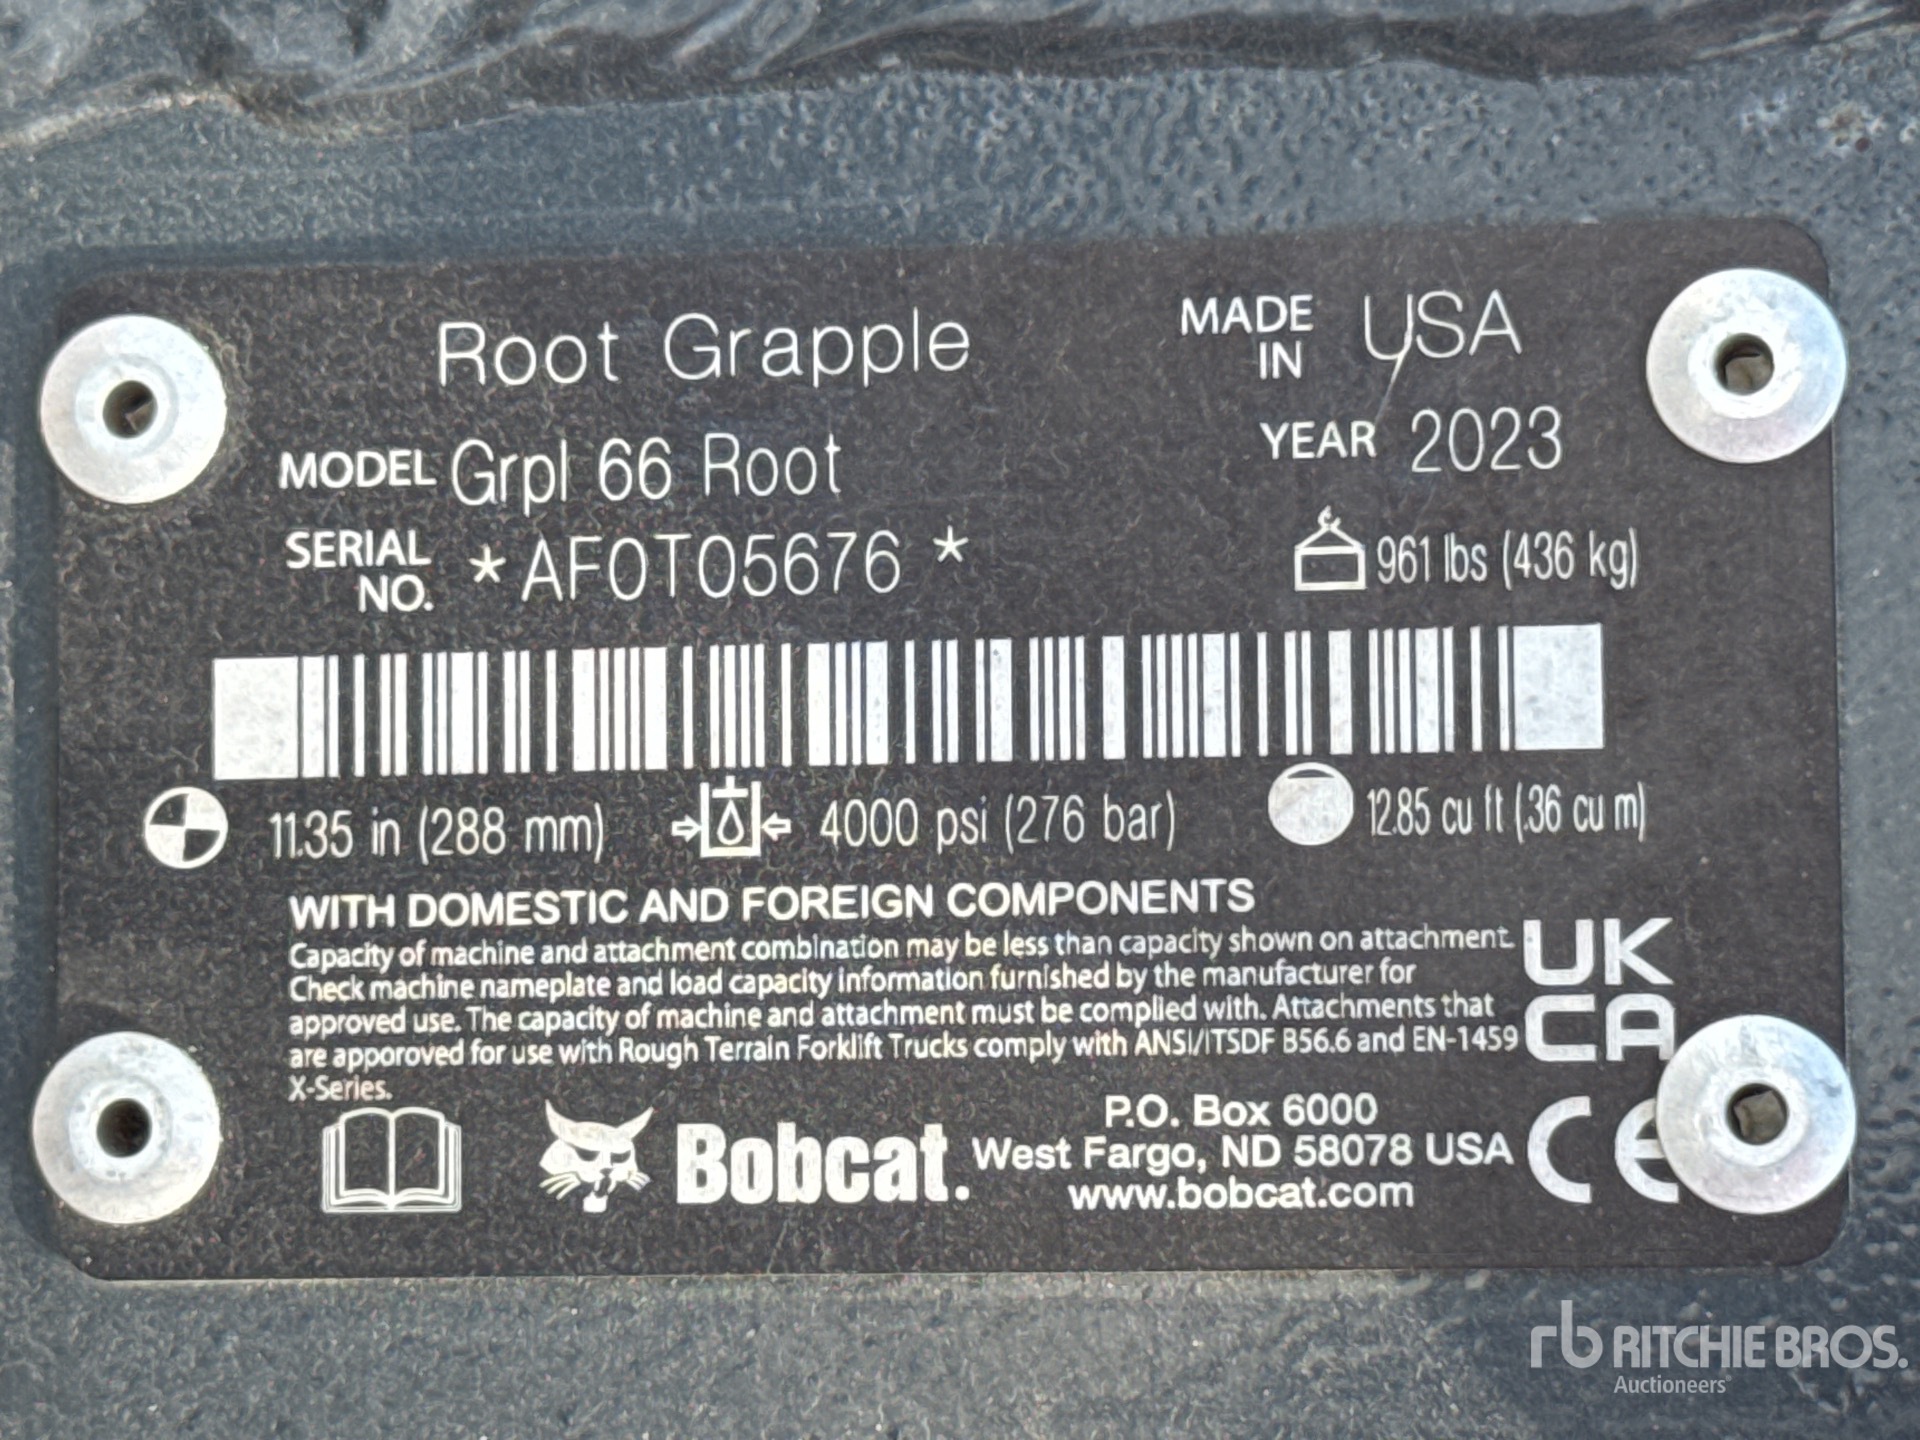 Root Grapple
MADE IN USA
MODEL Grpl 66 Root
YEAR 2023
SERIAL NO. *AF0T05676*
961 lbs (436 kg)
11.35 in (288 mm)
4000 psi (276 bar)
12.85 cu ft (.36 cu m)
WITH DOMESTIC AND FOREIGN COMPONENTS
Capacity of machine and attachment combination may be less than capacity shown on attachment.
Check machine nameplate and load capacity information furnished by the manufacturer for
approved use. The capacity of machine and attachment must be complied with. Attachments that
are apporoved for use with Rough Terrain Forklift Trucks comply with ANSI/ITSDF B56.6 and EN-1459
X-Series.
UK
CA
Bobcat.
P.O. Box 6000
West Fargo, ND 58078 USA
www.bobcat.com
CE
rb RITCHIE BROS.
Auctioneers